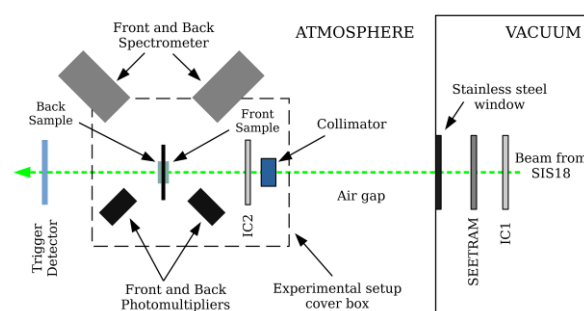 Front and Back
Spectrometer
ATMOSPHERE
VACUUM
Back
Sample
Front
Sample
Collimator
Stainless steel
window
Beam from
SIS18
Air gap
Trigger
Detector
IC2
SEETRAM
IC1
Front and Back
Photomultipliers
Experimental setup
cover box